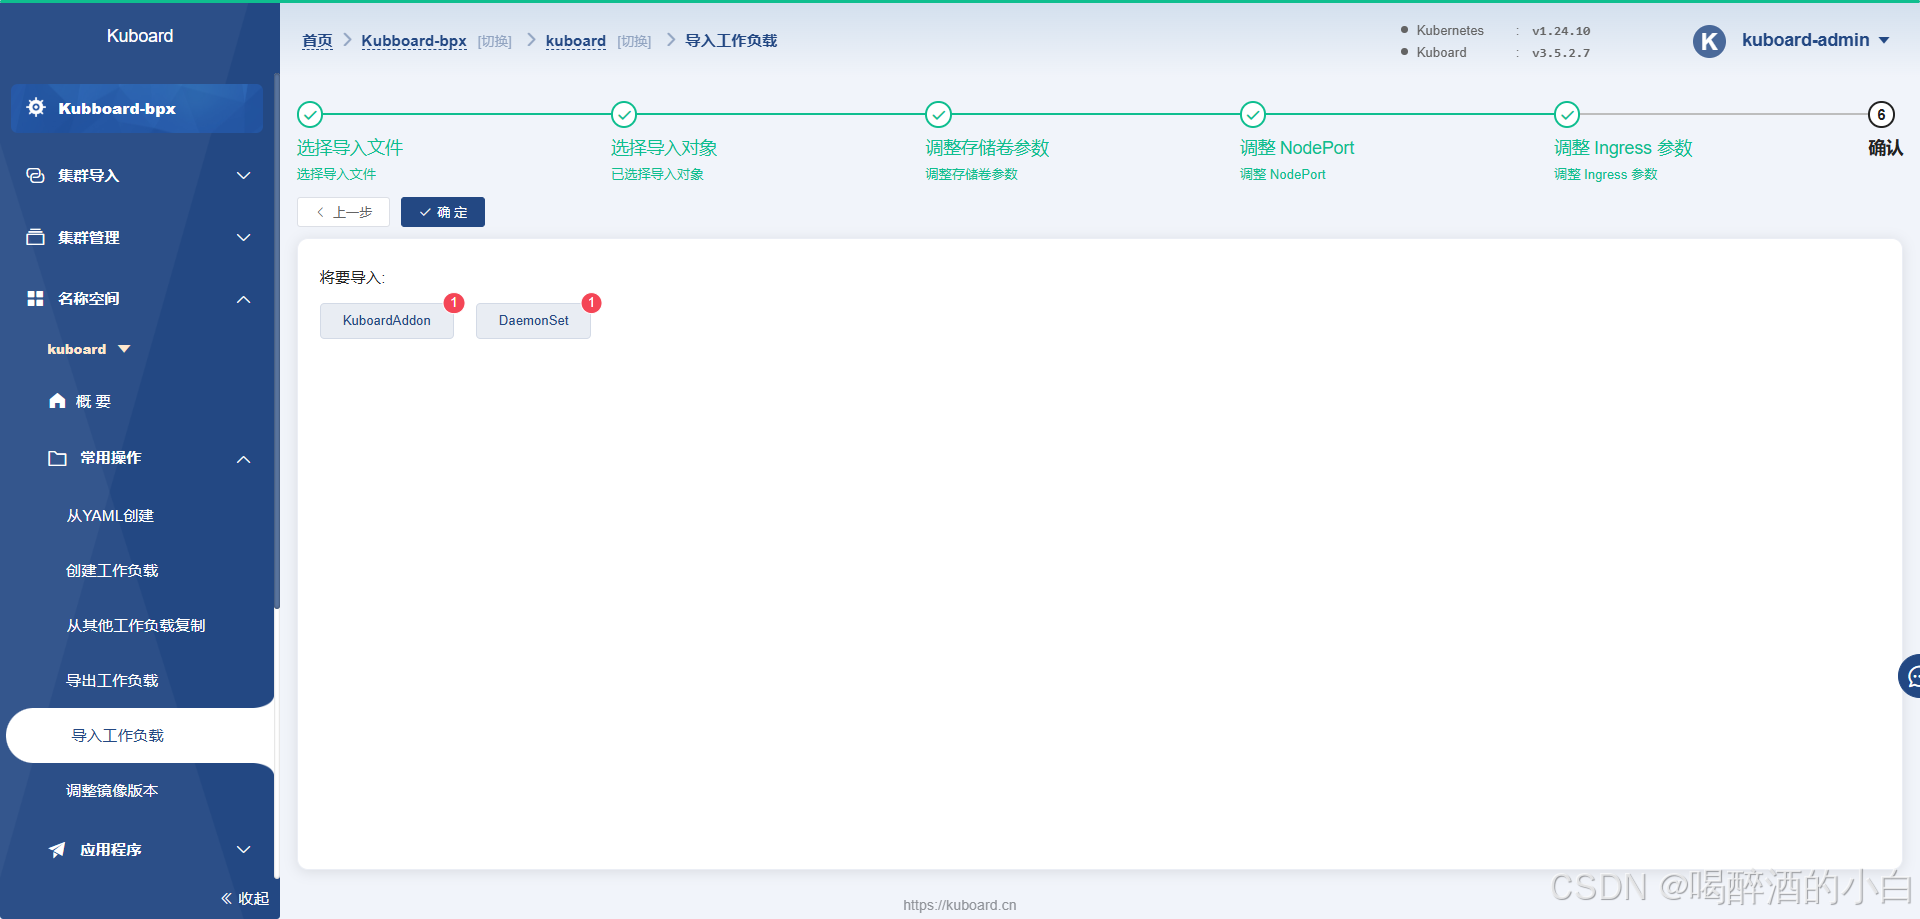 Kuboard
Kubboard-bpx
集群导入
集群管理
名称空间
kuboard
概 要
常用操作
从YAML创建
创建工作负载
从其他工作负载复制
导出工作负载
导入工作负载
调整镜像版本
应用程序
收起
首页 Kubboard-bpx [切换] kuboard [切换] 导入工作负载
Kubernetes : v1.24.10
Kuboard : v3.5.2.7
K kuboard-admin
6
选择导入文件 选择导入对象 调整存储卷参数 调整 NodePort 调整 Ingress 参数 确认
选择导入文件 已选择导入对象 调整存储卷参数 调整 NodePort 调整 Ingress 参数
上一步 确 定
将要导入:
KuboardAddon 1 DaemonSet 1
https://kuboard.cn
CSDN @喝醉酒的小白